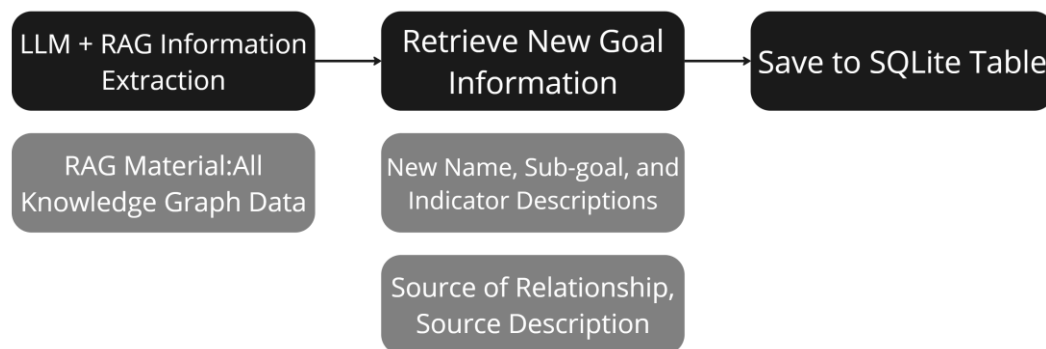 LLM + RAG Information
Extraction
Retrieve New Goal
Information
Save to SQLite Table
RAG Material:All
Knowledge Graph Data
New Name, Sub-goal, and
Indicator Descriptions
Source of Relationship,
Source Description